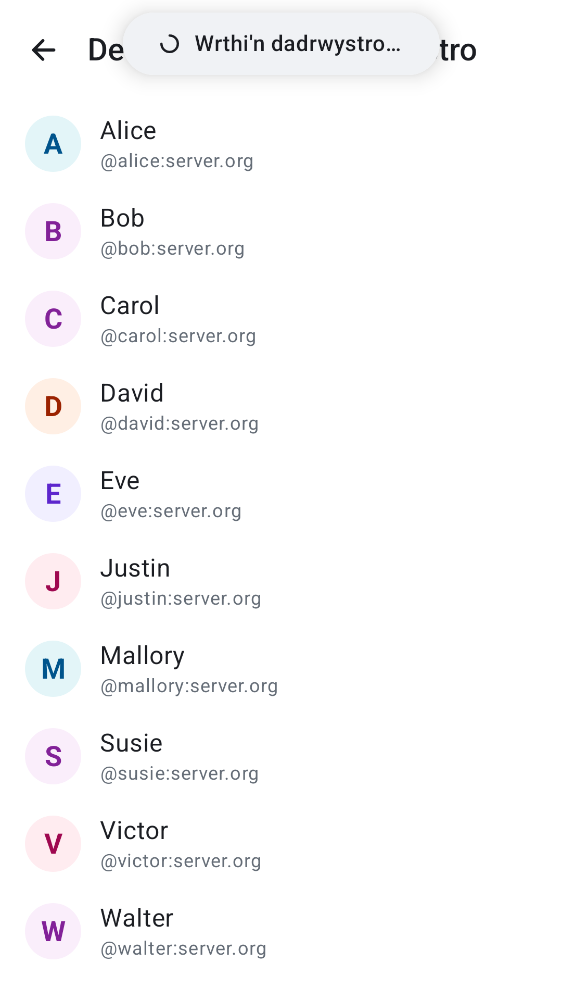 De tro
Wrthi'n dadrwystro…
A
Alice
@alice:server.org
B
Bob
@bob:server.org
C
Carol
@carol:server.org
D
David
@david:server.org
E
Eve
@eve:server.org
J
Justin
@justin:server.org
M
Mallory
@mallory:server.org
S
Susie
@susie:server.org
V
Victor
@victor:server.org
W
Walter
@walter:server.org